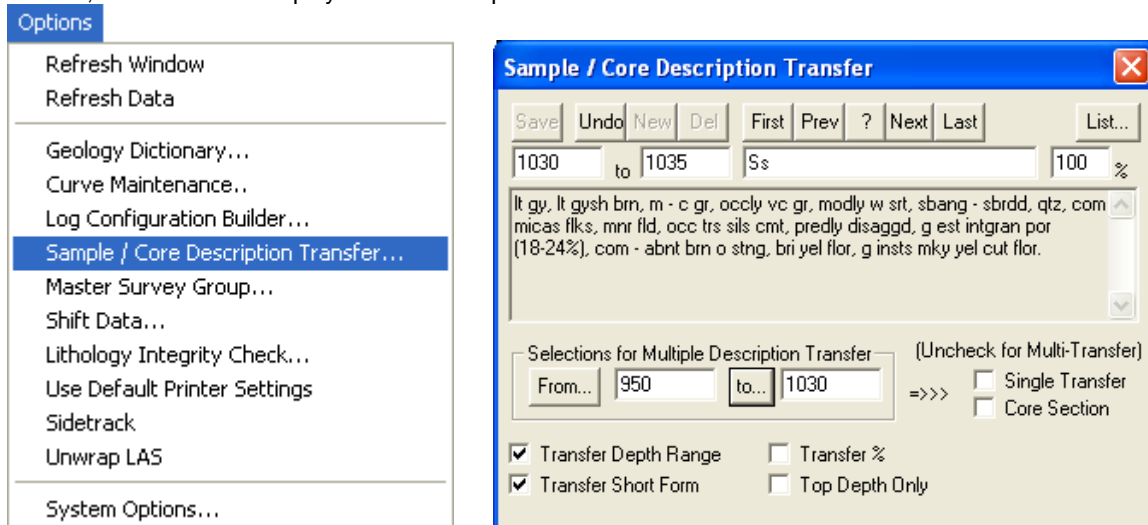 Options
Refresh Window
Refresh Data
Geology Dictionary...
Curve Maintenance..
Log Configuration Builder...
Sample / Core Description Transfer...
Master Survey Group...
Shift Data...
Lithology Integrity Check...
Use Default Printer Settings
Sidetrack
Unwrap LAS
System Options...
Sample / Core Description Transfer
Save Undo New Del First Prev ? Next Last List...
1030 to 1035 Ss 100 %
lt gy, lt gysh brn, m - c gr, occly vc gr, modly w srt, sbang - sbrdd, qtz, com
micas flks, mnr fld, occ trs sils cmt, predly disaggd, g est intgran por
(18-24%), com - abnt brn o stng, bri yel flor, g insts mky yel cut flor.
Selections for Multiple Description Transfer (Uncheck for Multi-Transfer)
From... 950 to... 1030 =>>> Single Transfer
Core Section
Transfer Depth Range Transfer %
Transfer Short Form Top Depth Only